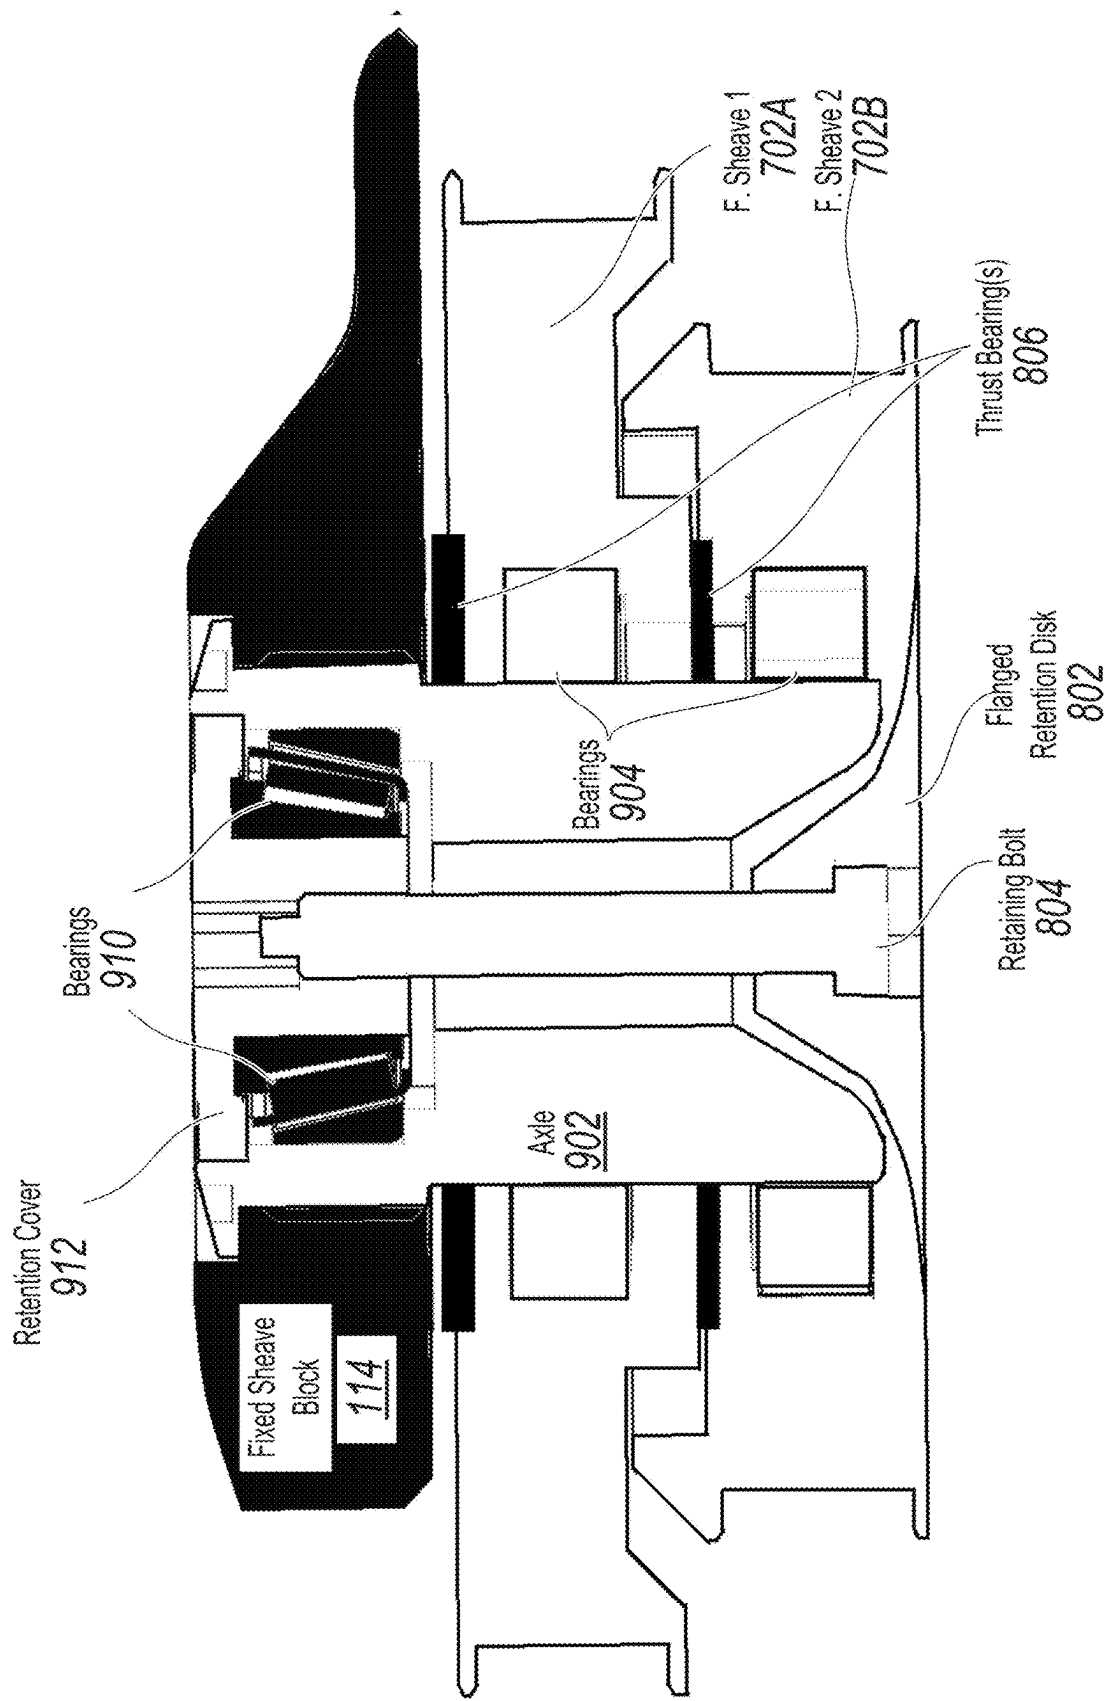 Retention Cover
912
Bearings
910
Fixed Sheave
Block
114
Axle
902
Bearings
904
F. Sheave 1
702A
F. Sheave 2
702B
Thrust Bearing(s)
806
Flanged
Retention Disk
802
Retaining Bolt
804